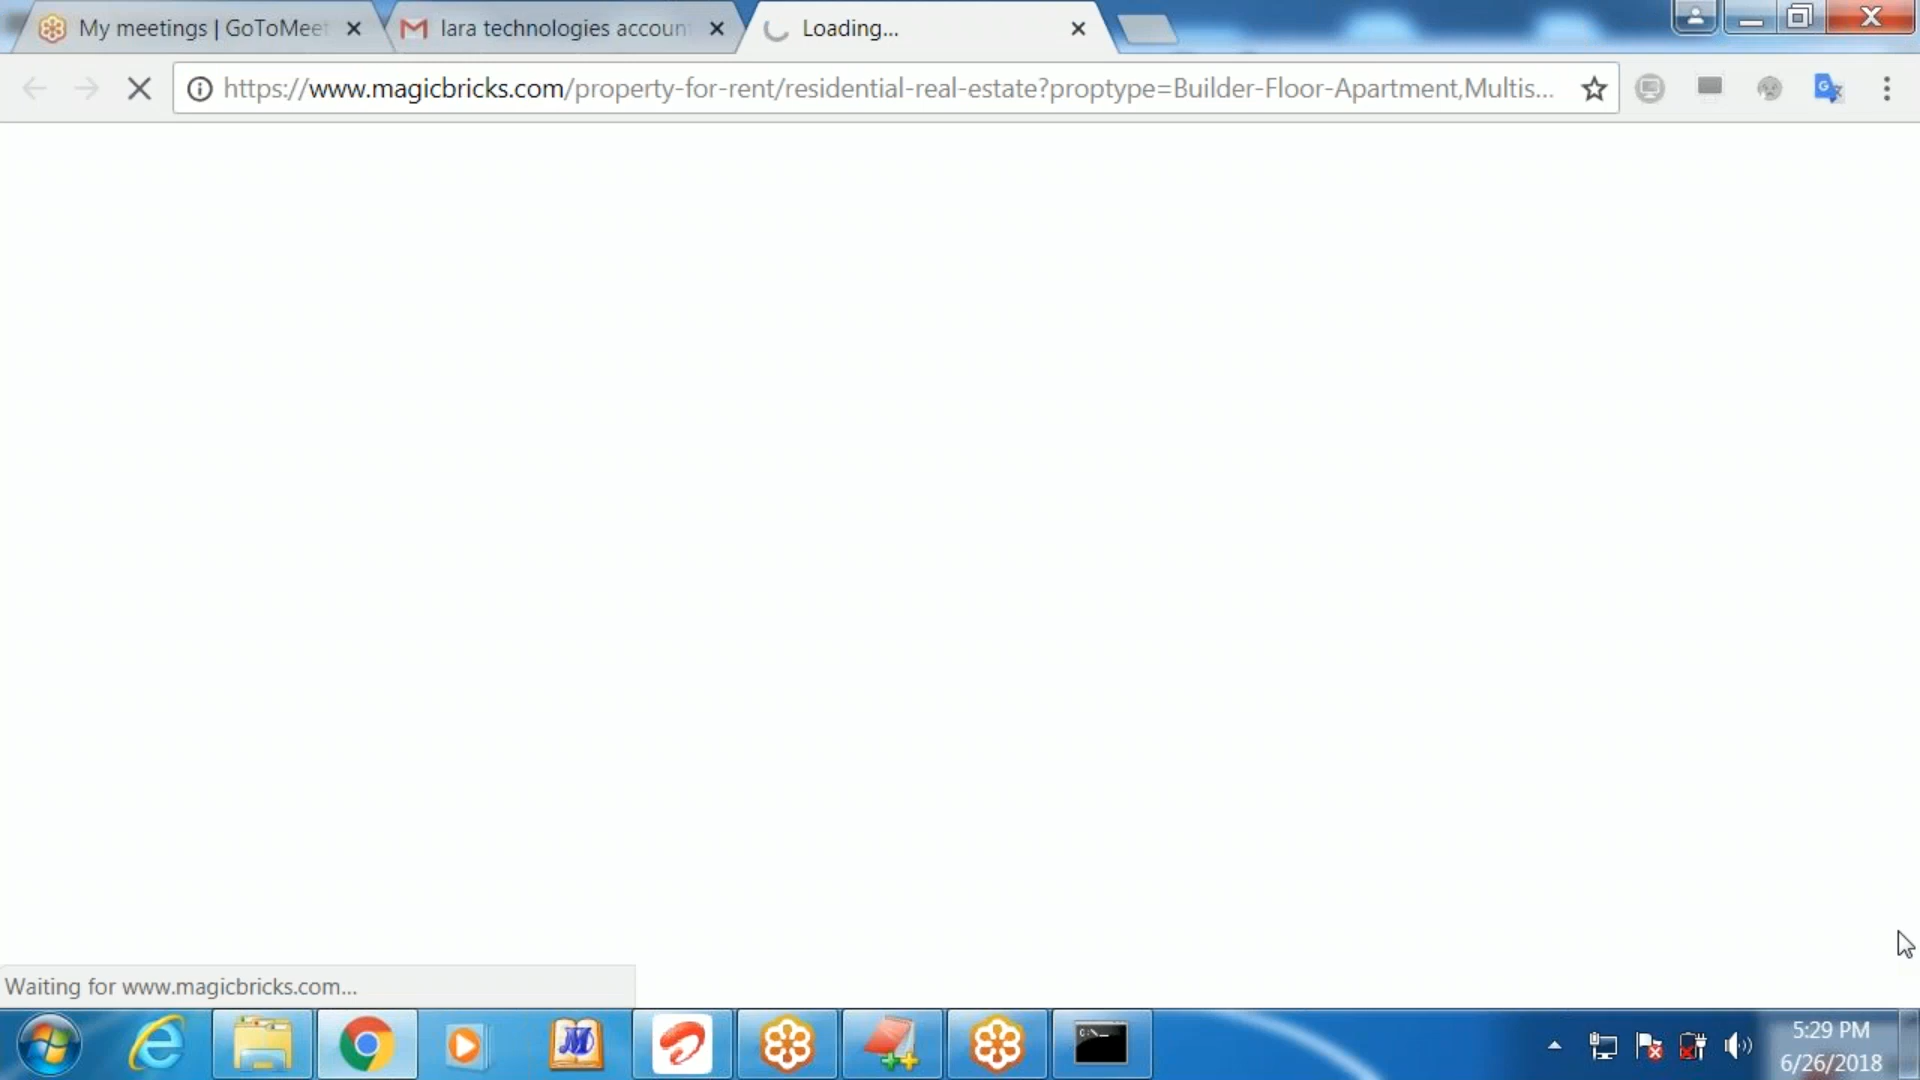 My meetings | GoToMeet
lara technologies accoun
Loading...
https://www.magicbricks.com/property-for-rent/residential-real-estate?proptype=Builder-Floor-Apartment,Multis...
Waiting for www.magicbricks.com...
5:29 PM
6/26/2018